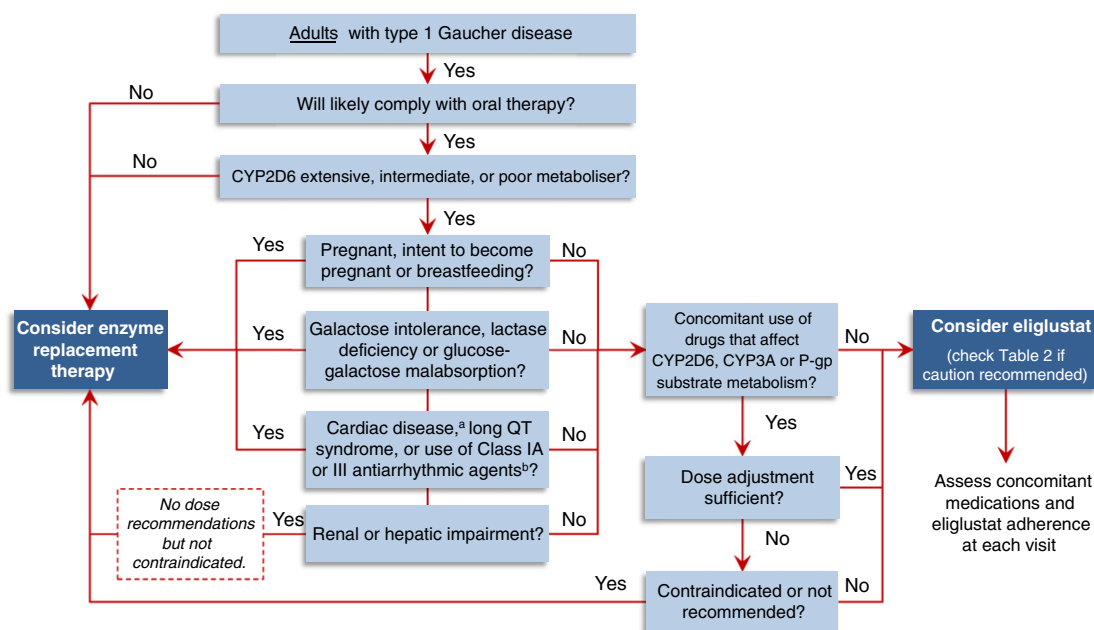 Adults with type 1 Gaucher disease
Yes
No
Will likely comply with oral therapy?
Yes
No
CYP2D6 extensive, intermediate, or poor metaboliser?
Yes
Yes
Pregnant, intent to become
pregnant or breastfeeding?
No
Consider enzyme
replacement
therapy
Yes
Galactose intolerance, lactase
deficiency or glucose-
galactose malabsorption?
No
Concomitant use of
drugs that affect
CYP2D6, CYP3A or P-gp
substrate metabolism?
No
Consider eliglustat
(check Table 2 if
caution recommended)
Yes
Cardiac disease,ᵃ long QT
syndrome, or use of Class IA
or III antiarrhythmic agentsᵇ?
No
Yes
Dose adjustment
sufficient?
Yes
Assess concomitant
medications and
eliglustat adherence
at each visit
No dose
recommendations
but not
contraindicated.
Yes
Renal or hepatic impairment?
No
No
Yes
Contraindicated or not
recommended?
No